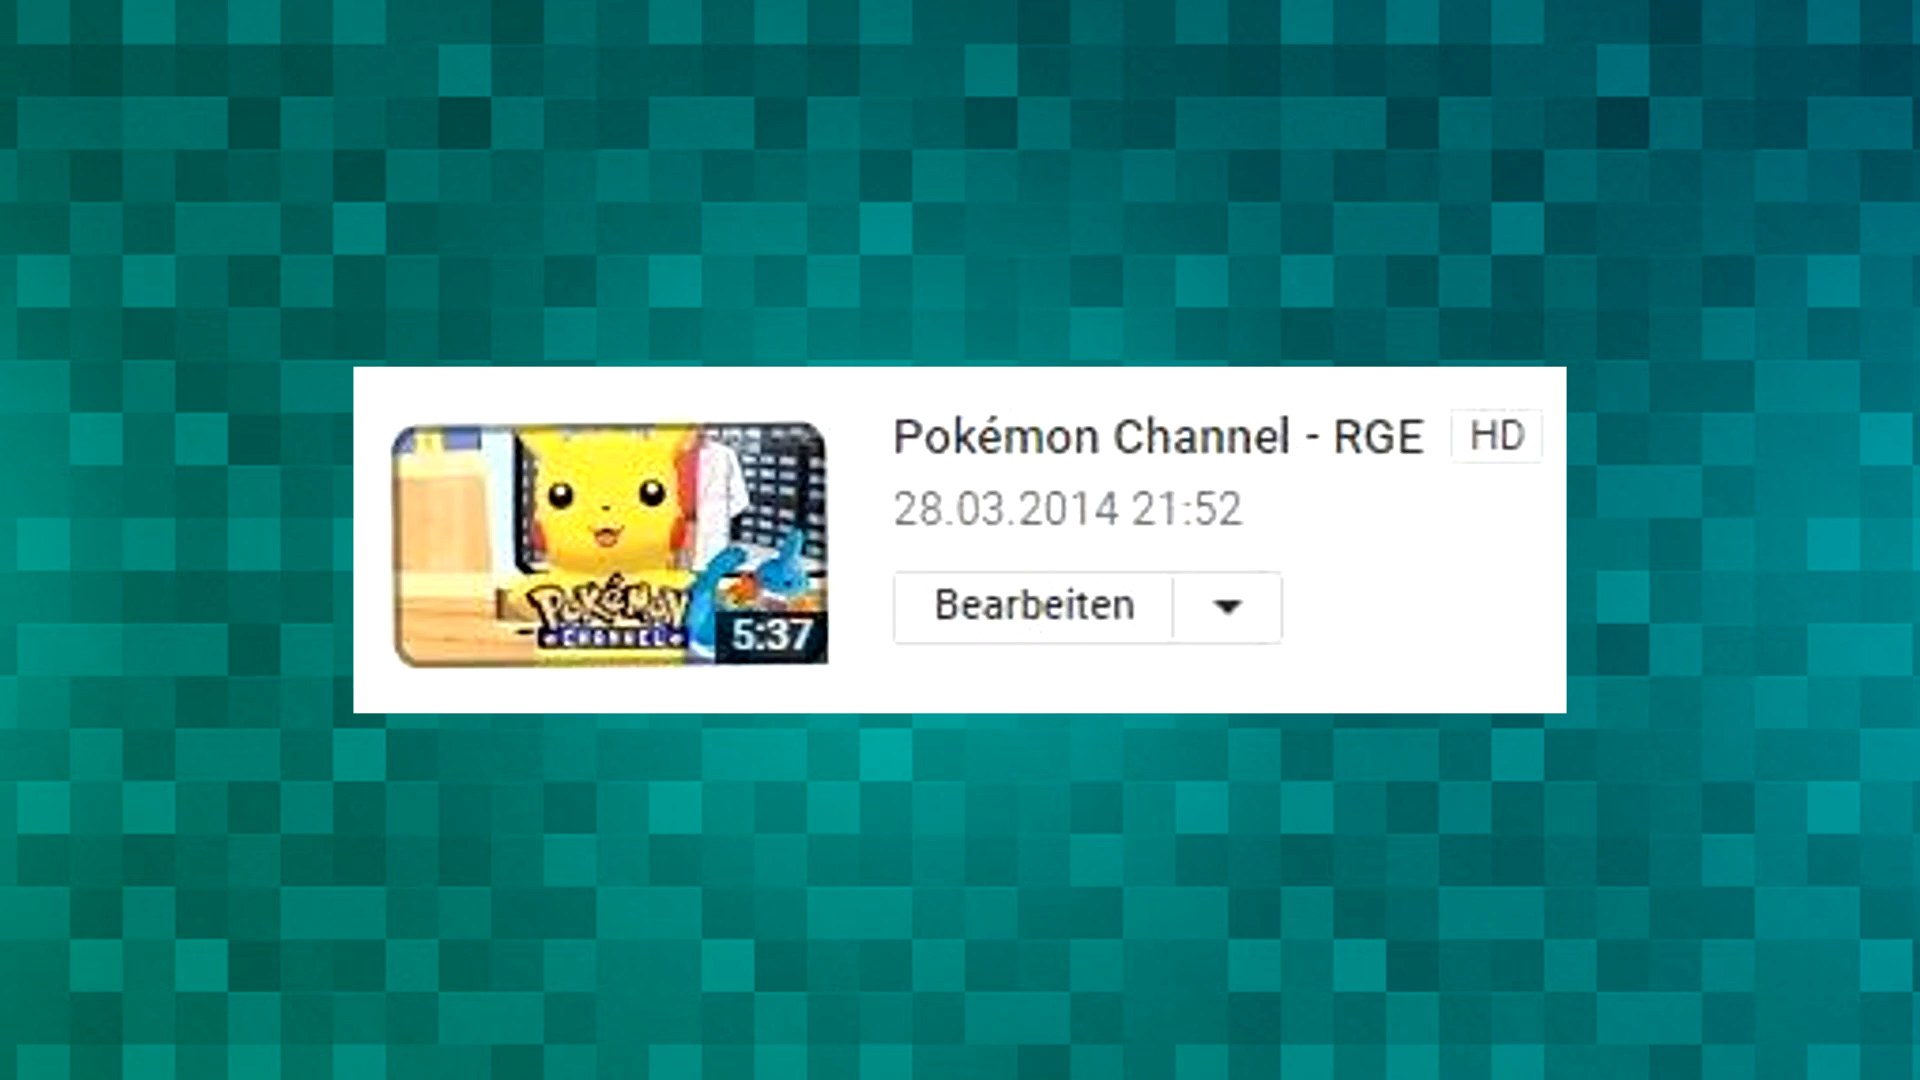 Pokémon Channel - RGE HD
28.03.2014 21:52
Bearbeiten
POKéMON
CHANNEL
5:37